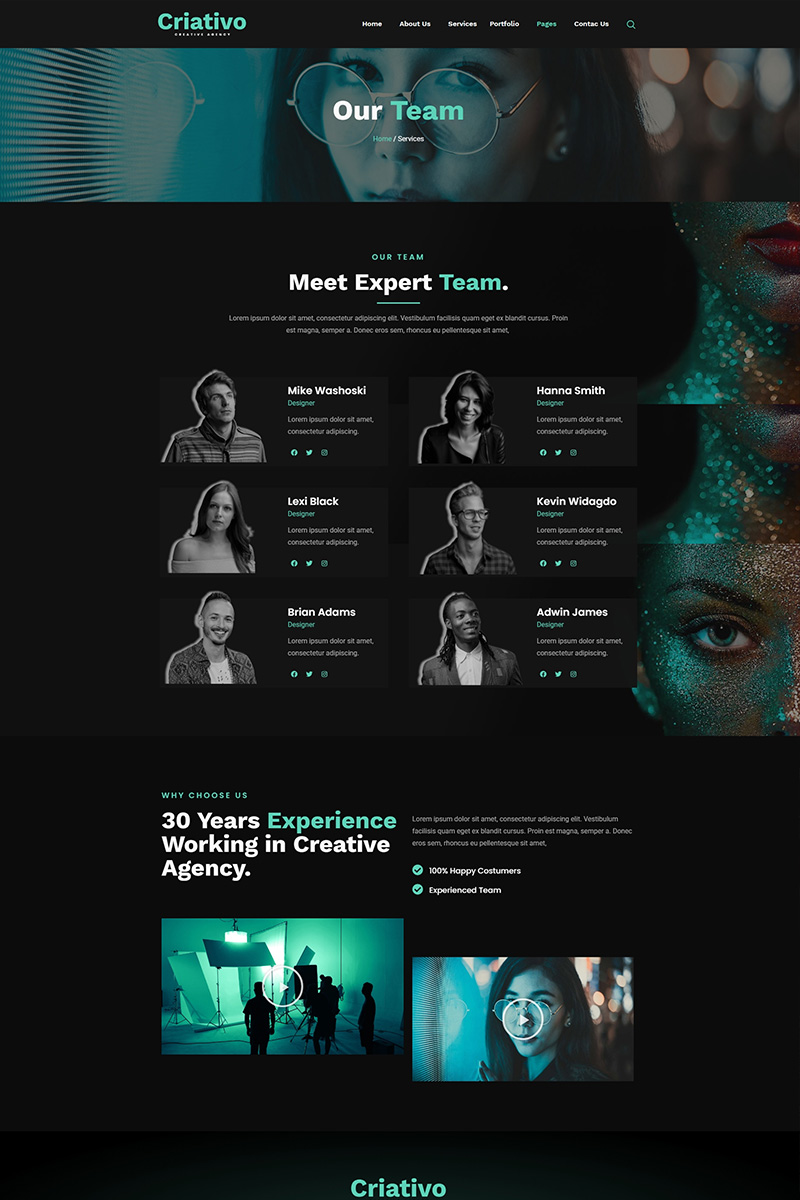 Criativo
CREATIVE AGENCY
Home About Us Services Portfolio Pages Contac Us
Our Team
Home / Services
OUR TEAM
Meet Expert Team.
Lorem ipsum dolor sit amet, consectetur adipiscing elit. Vestibulum facilisis quam eget ex blandit cursus. Proin
est magna, semper a. Donec eros sem, rhoncus eu pellentesque sit amet,
Mike Washoski
Designer
Lorem ipsum dolor sit amet,
consectetur adipiscing.
Hanna Smith
Designer
Lorem ipsum dolor sit amet,
consectetur adipiscing.
Lexi Black
Designer
Lorem ipsum dolor sit amet,
consectetur adipiscing.
Kevin Widagdo
Designer
Lorem ipsum dolor sit amet,
consectetur adipiscing.
Brian Adams
Designer
Lorem ipsum dolor sit amet,
consectetur adipiscing.
Adwin James
Designer
Lorem ipsum dolor sit amet,
consectetur adipiscing.
WHY CHOOSE US
30 Years Experience
Working in Creative
Agency.
Lorem ipsum dolor sit amet, consectetur adipiscing elit. Vestibulum
facilisis quam eget ex blandit cursus. Proin est magna, semper a. Donec
eros sem, rhoncus eu pellentesque sit amet,
100% Happy Costumers
Experienced Team
Criativo